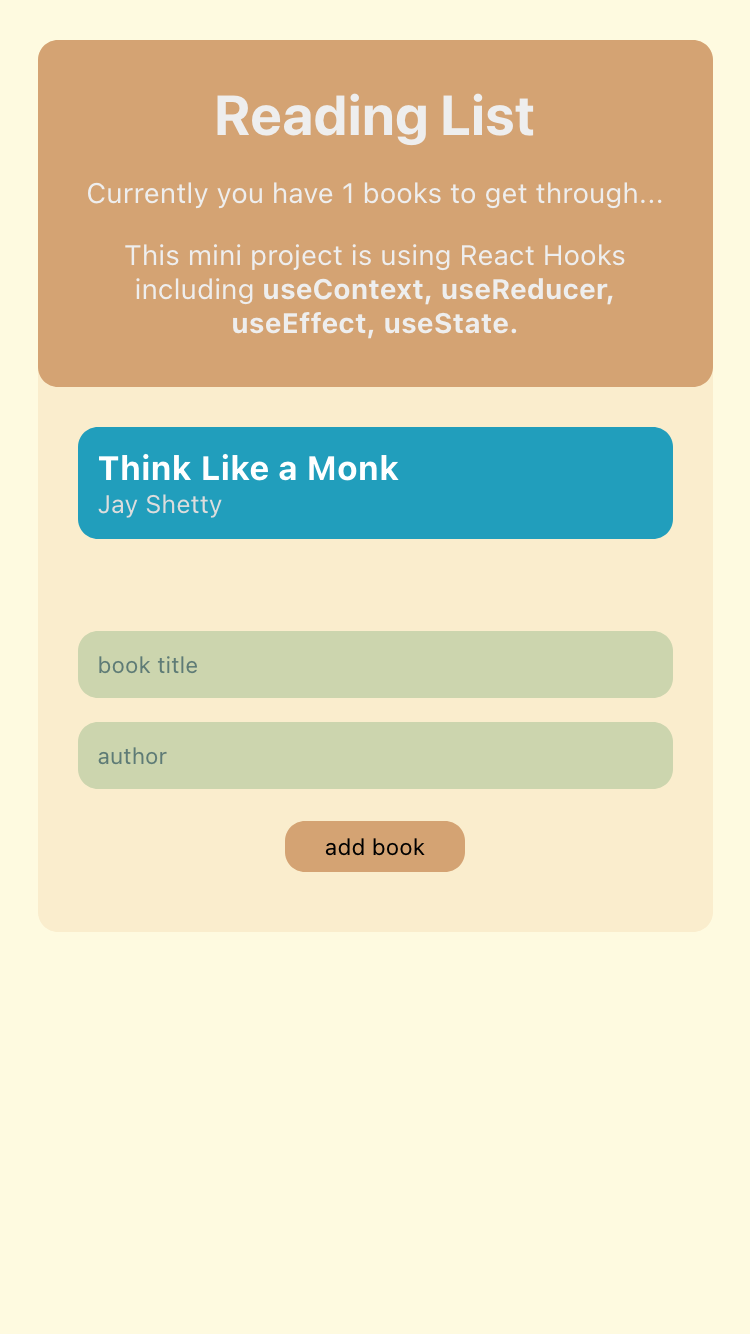 Reading List
Currently you have 1 books to get through...
This mini project is using React Hooks
including useContext, useReducer,
useEffect, useState.
Think Like a Monk
Jay Shetty
book title
author
add book